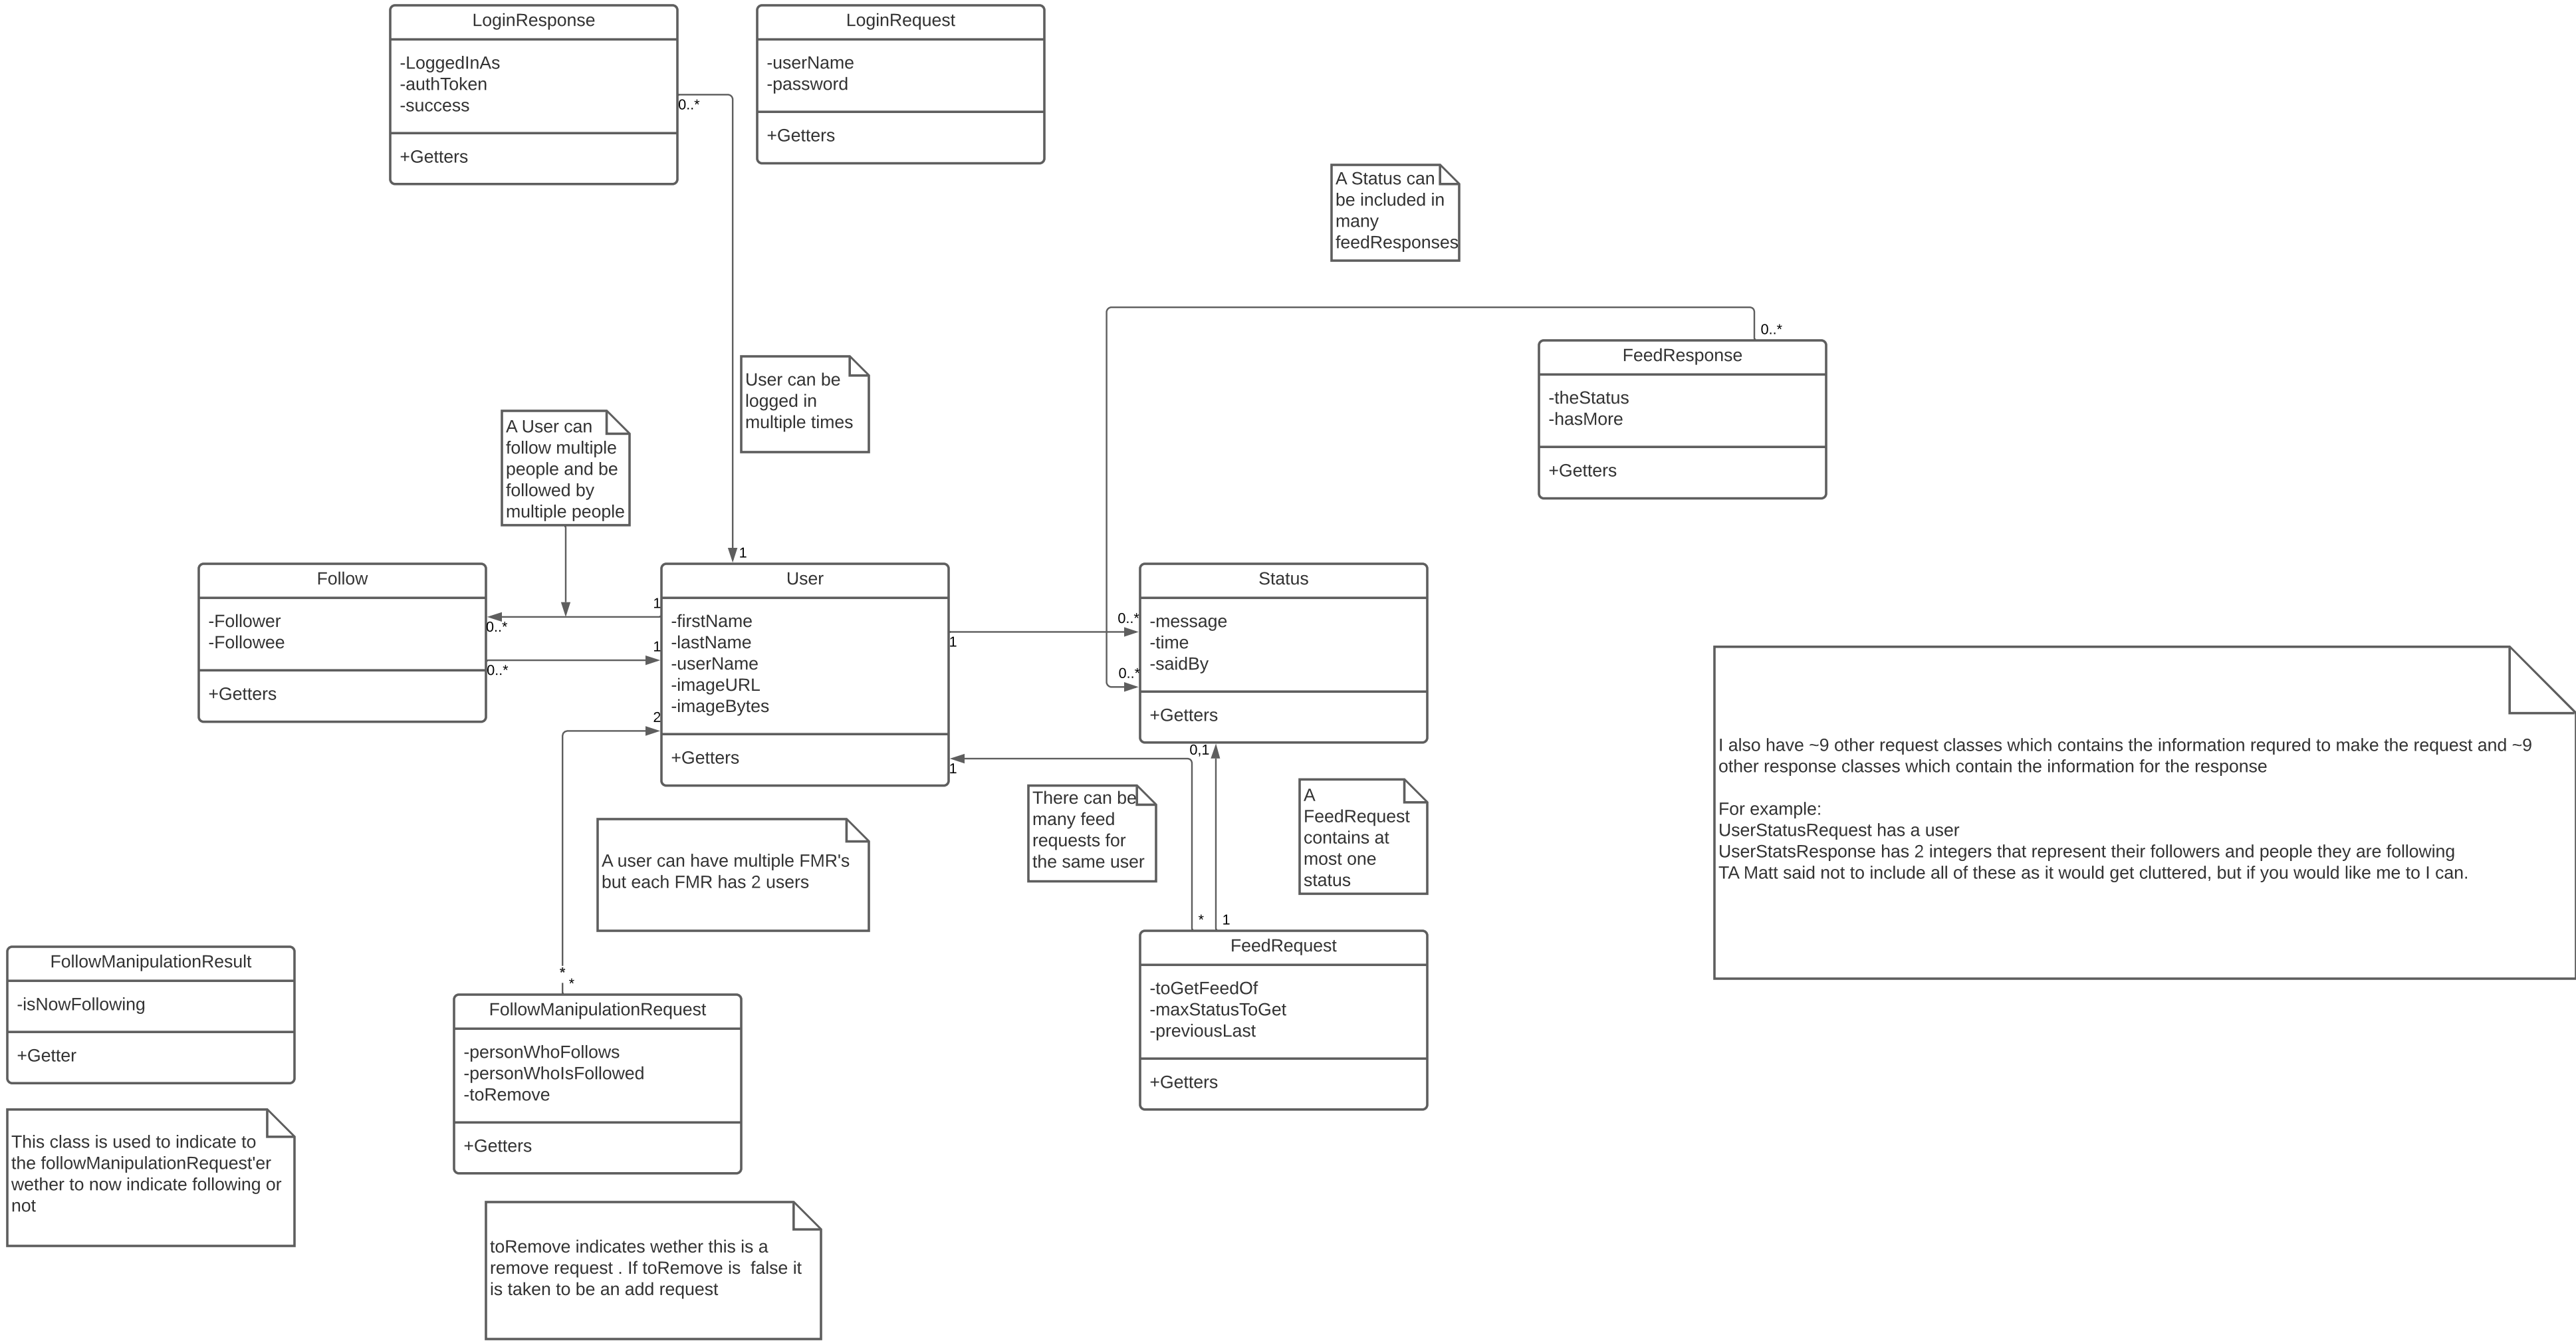 LoginResponse
-LoggedInAs
-authToken
-success
+Getters
0..*
LoginRequest
-userName
-password
+Getters
A Status can
be included in
many
feedResponses
0..*
FeedResponse
-theStatus
-hasMore
+Getters
User can be
logged in
multiple times
A User can
follow multiple
people and be
followed by
multiple people
1
Follow
-Follower
-Followee
+Getters
0..*
0..*
1
1
2
User
-firstName
-lastName
-userName
-imageURL
-imageBytes
+Getters
1
1
0..*
0..*
Status
-message
-time
-saidBy
+Getters
0,1
I also have ~9 other request classes which contains the information requred to make the request and ~9
other response classes which contain the information for the response
For example:
UserStatusRequest has a user
UserStatsResponse has 2 integers that represent their followers and people they are following
TA Matt said not to include all of these as it would get cluttered, but if you would like me to I can.
There can be
many feed
requests for
the same user
A
FeedRequest
contains at
most one
status
A user can have multiple FMR's
but each FMR has 2 users
*
1
FeedRequest
-toGetFeedOf
-maxStatusToGet
-previousLast
+Getters
FollowManipulationResult
-isNowFollowing
+Getter
*
*
FollowManipulationRequest
-personWhoFollows
-personWhoIsFollowed
-toRemove
+Getters
This class is used to indicate to
the followManipulationRequest'er
wether to now indicate following or
not
toRemove indicates wether this is a
remove request . If toRemove is  false it
is taken to be an add request